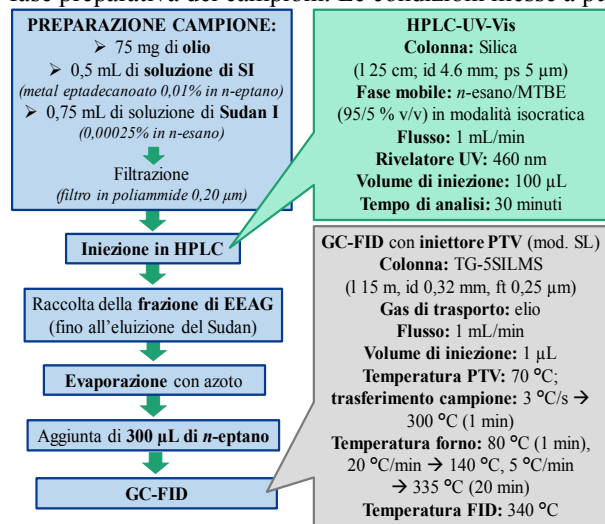 fase preparativa dei campioni. Le condizioni messe a p
PREPARAZIONE CAMPIONE:
➢ 75 mg di olio
➢ 0,5 mL di soluzione di SI
(metal eptadecanoato 0,01% in n-eptano)
➢ 0,75 mL di soluzione di Sudan I
(0,00025% in n-esano)
Filtrazione
(filtro in poliammide 0,20 µm)
Iniezione in HPLC
Raccolta della frazione di EEAG
(fino all'eluizione del Sudan)
Evaporazione con azoto
Aggiunta di 300 µL di n-eptano
GC-FID
HPLC-UV-Vis
Colonna: Silica
(l 25 cm; id 4.6 mm; ps 5 µm)
Fase mobile: n-esano/MTBE
(95/5 % v/v) in modalità isocratica
Flusso: 1 mL/min
Rivelatore UV: 460 nm
Volume di iniezione: 100 µL
Tempo di analisi: 30 minuti
GC-FID con iniettore PTV (mod. SL)
Colonna: TG-5SILMS
(l 15 m, id 0,32 mm, ft 0,25 µm)
Gas di trasporto: elio
Flusso: 1 mL/min
Volume di iniezione: 1 µL
Temperatura PTV: 70 °C;
trasferimento campione: 3 °C/s →
300 °C (1 min)
Temperatura forno: 80 °C (1 min),
20 °C/min → 140 °C, 5 °C/min
→ 335 °C (20 min)
Temperatura FID: 340 °C